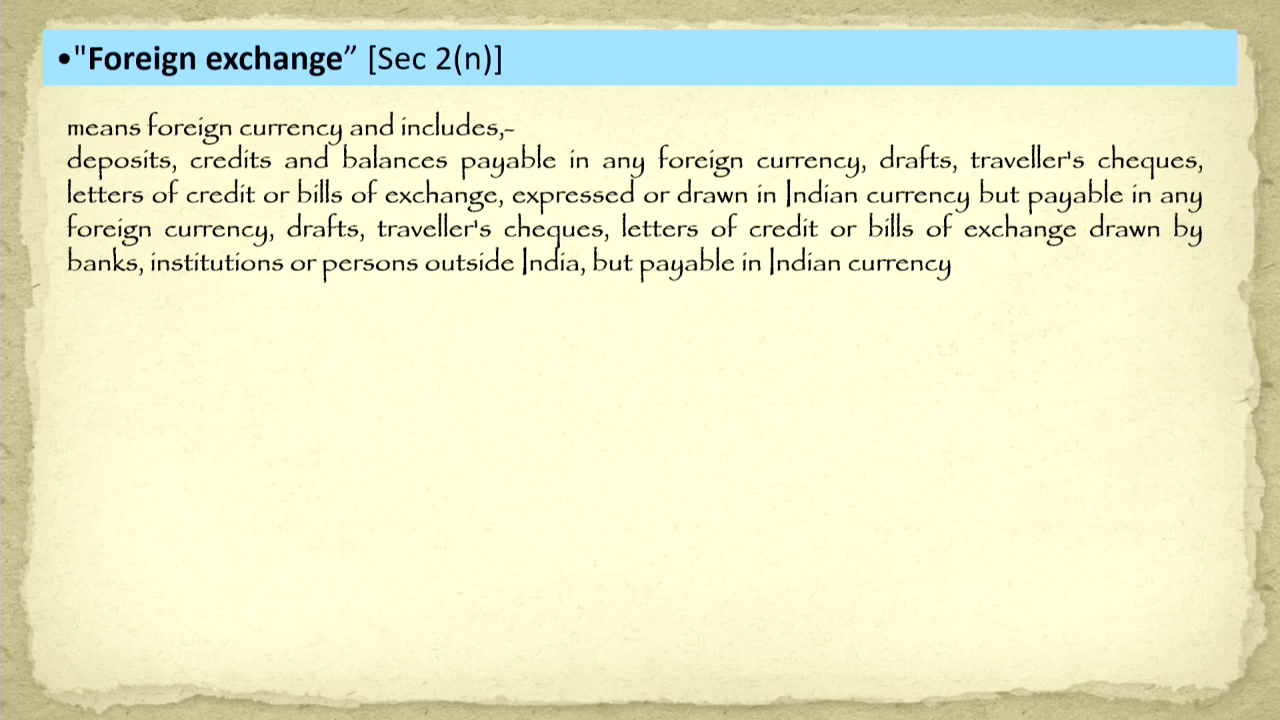 •"Foreign exchange” [Sec 2(n)]
means foreign currency and includes,-
deposits, credits and balances payable in any foreign currency, drafts, traveller's cheques,
letters of credit or bills of exchange, expressed or drawn in Indian currency but payable in any
foreign currency, drafts, traveller's cheques, letters of credit or bills of exchange drawn by
banks, institutions or persons outside India, but payable in Indian currency